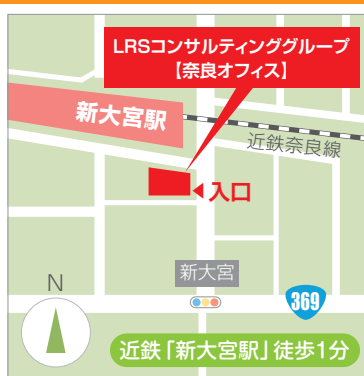 LRSコンサルティンググループ
【奈良オフィス】
新大宮駅
近鉄奈良線
入口
新大宮
N
369
近鉄「新大宮駅」徒歩1分